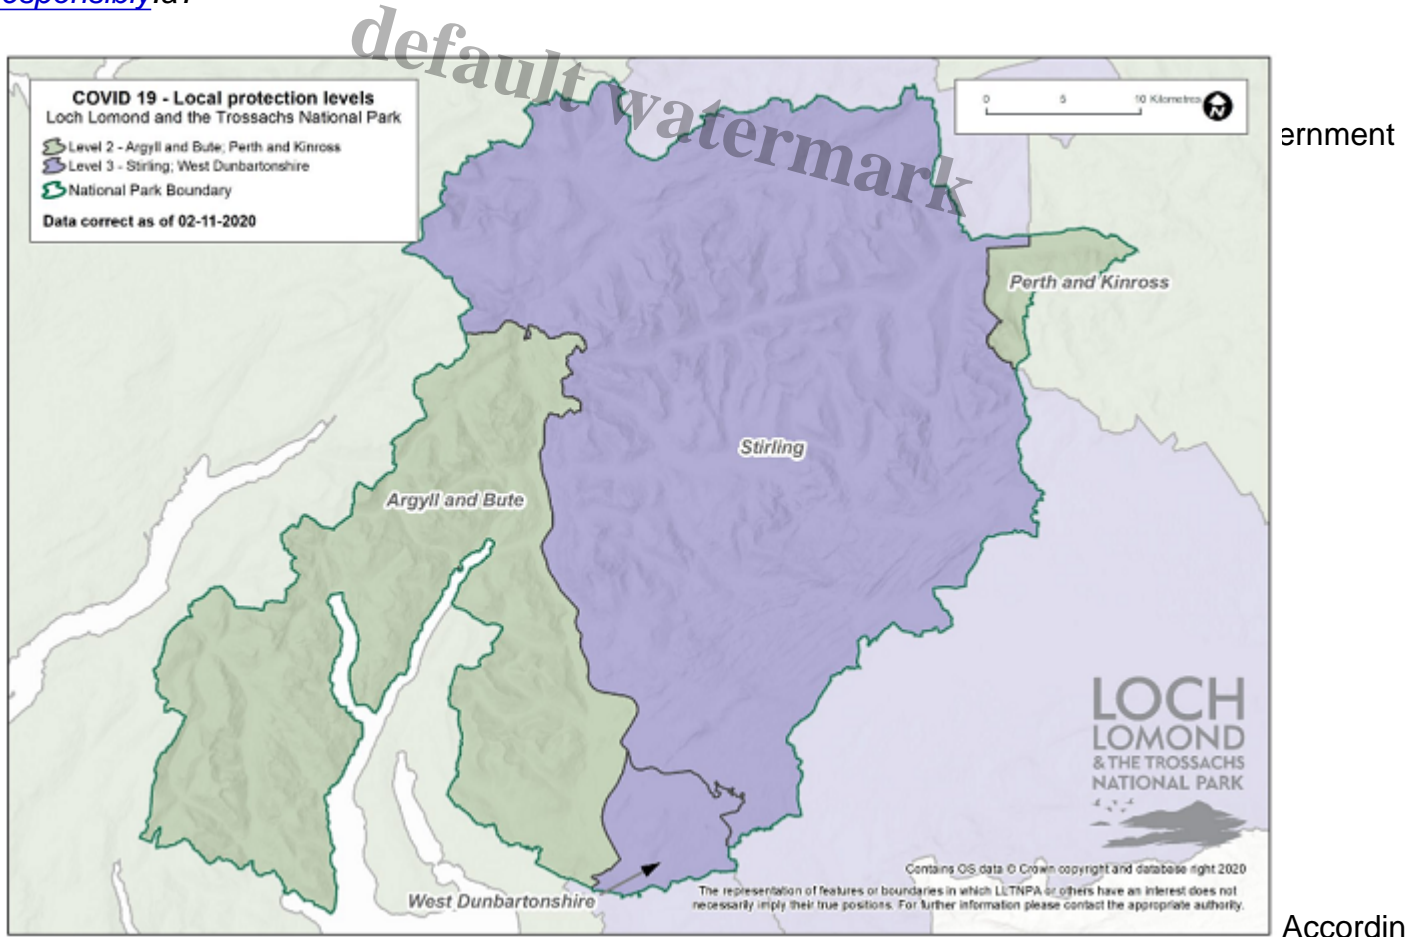 responsibly
default watermark
COVID 19 - Local protection levels
Loch Lomond and the Trossachs National Park
Level 2 - Argyll and Bute; Perth and Kinross
Level 3 - Stirling; West Dunbartonshire
National Park Boundary
Data correct as of 02-11-2020
0 5 10 Kilometres
N
ernment
Perth and Kinross
Stirling
Argyll and Bute
LOCH
LOMOND
& THE TROSSACHS
NATIONAL PARK
Contains OS data © Crown copyright and database right 2020
West Dunbartonshire
The representation of features or boundaries in which LLTNPA or others have an interest does not
necessarily imply their true positions. For further information please contact the appropriate authority.
Accordin